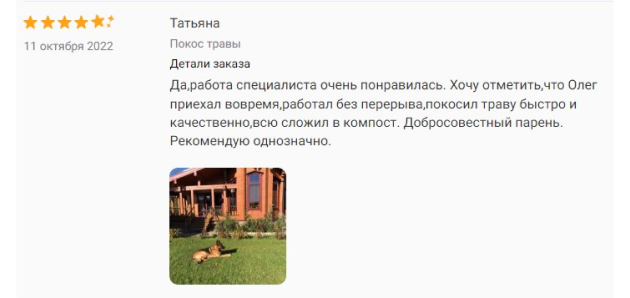 Татьяна
11 октября 2022
Покос травы
Детали заказа
Да,работа специалиста очень понравилась. Хочу отметить,что Олег
приехал вовремя,работал без перерыва,покосил траву быстро и
качественно,всю сложил в компост. Добросовестный парень.
Рекомендую однозначно.